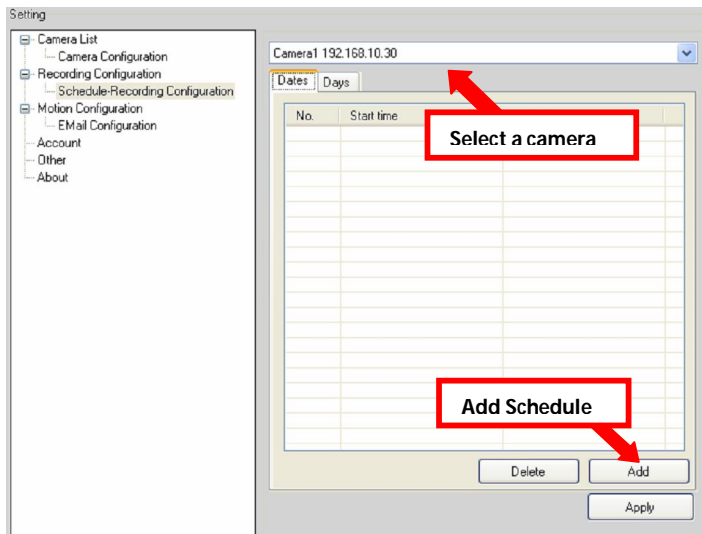 Setting
Camera List
Camera Configuration
Recording Configuration
Schedule-Recording Configuration
Motion Configuration
EMail Configuration
Account
Other
About
Camera1 192.168.10.30
Dates Days
No. Start time
Select a camera
Add Schedule
Delete Add
Apply